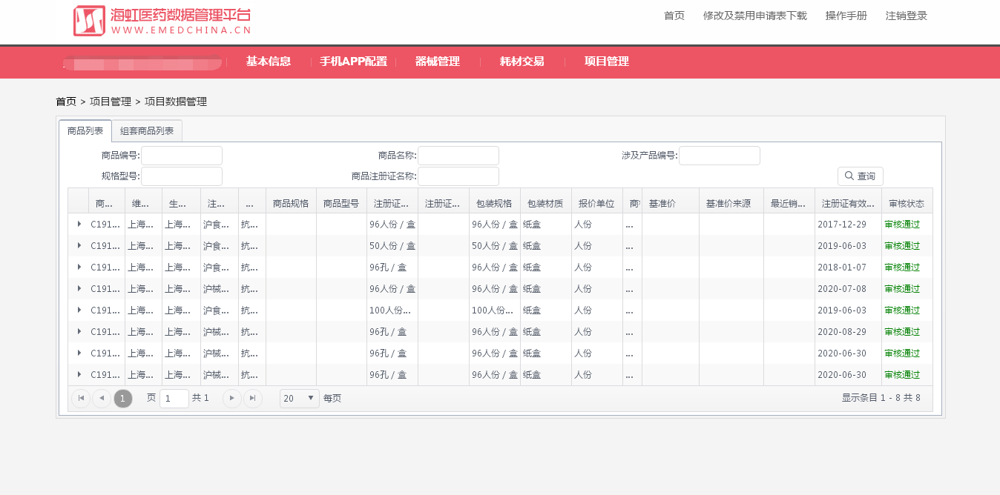 海虹医药数据管理平台
WWW.EMEDCHINA.CN
首页 修改及禁用申请表下载 操作手册 注销登录
基本信息 手机APP配置 器械管理 耗材交易 项目管理
首页 > 项目管理 > 项目数据管理
商品列表 组套商品列表
商品编号: 商品名称: 涉及产品编号:
规格型号: 商品注册证名称: 查询
商... 维... 生... 注... ... 商品规格 商品型号 注册证... 注册证... 包装规格 包装材质 报价单位 商 基准价 基准价来源 最近销... 注册证有效... 审核状态
C191... 上海... 上海... 沪食... 抗... 96人份 / 盒 96人份 / 盒 纸盒 人份 ... 2017-12-29 审核通过
C191... 上海... 上海... 沪食... 抗... 50人份 / 盒 50人份 / 盒 纸盒 人份 ... 2019-06-03 审核通过
C191... 上海... 上海... 沪食... 抗... 96孔 / 盒 96人份 / 盒 纸盒 人份 ... 2018-01-07 审核通过
C191... 上海... 上海... 沪械... 抗... 96人份 / 盒 96人份 / 盒 纸盒 人份 ... 2020-07-08 审核通过
C191... 上海... 上海... 沪食... 抗... 100人份... 100人份... 纸盒 人份 ... 2019-06-03 审核通过
C191... 上海... 上海... 沪械... 抗... 96孔 / 盒 96人份 / 盒 纸盒 人份 ... 2020-08-29 审核通过
C191... 上海... 上海... 沪械... 抗... 96孔 / 盒 96人份 / 盒 纸盒 人份 ... 2020-06-30 审核通过
C191... 上海... 上海... 沪械... 抗... 96孔 / 盒 96人份 / 盒 纸盒 人份 ... 2020-06-30 审核通过
1 页 1 共 1 20 每页 显示条目 1 - 8 共 8